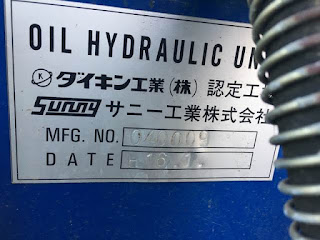 OIL HYDRAULIC UN
ダイキン工業(株) 認定工
Sunny サニー工業株式会社
MFG. NO.
DATE